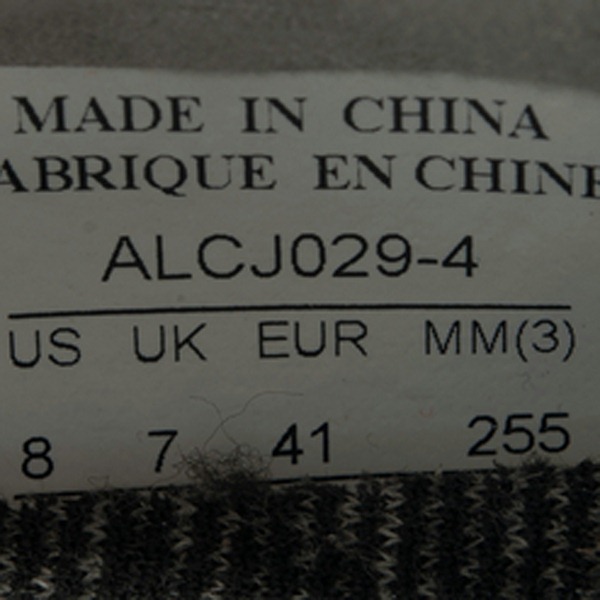 MADE IN CHINA
ABRIQUE EN CHINE
ALCJ029-4
US UK EUR MM(3)
8 7 41 255